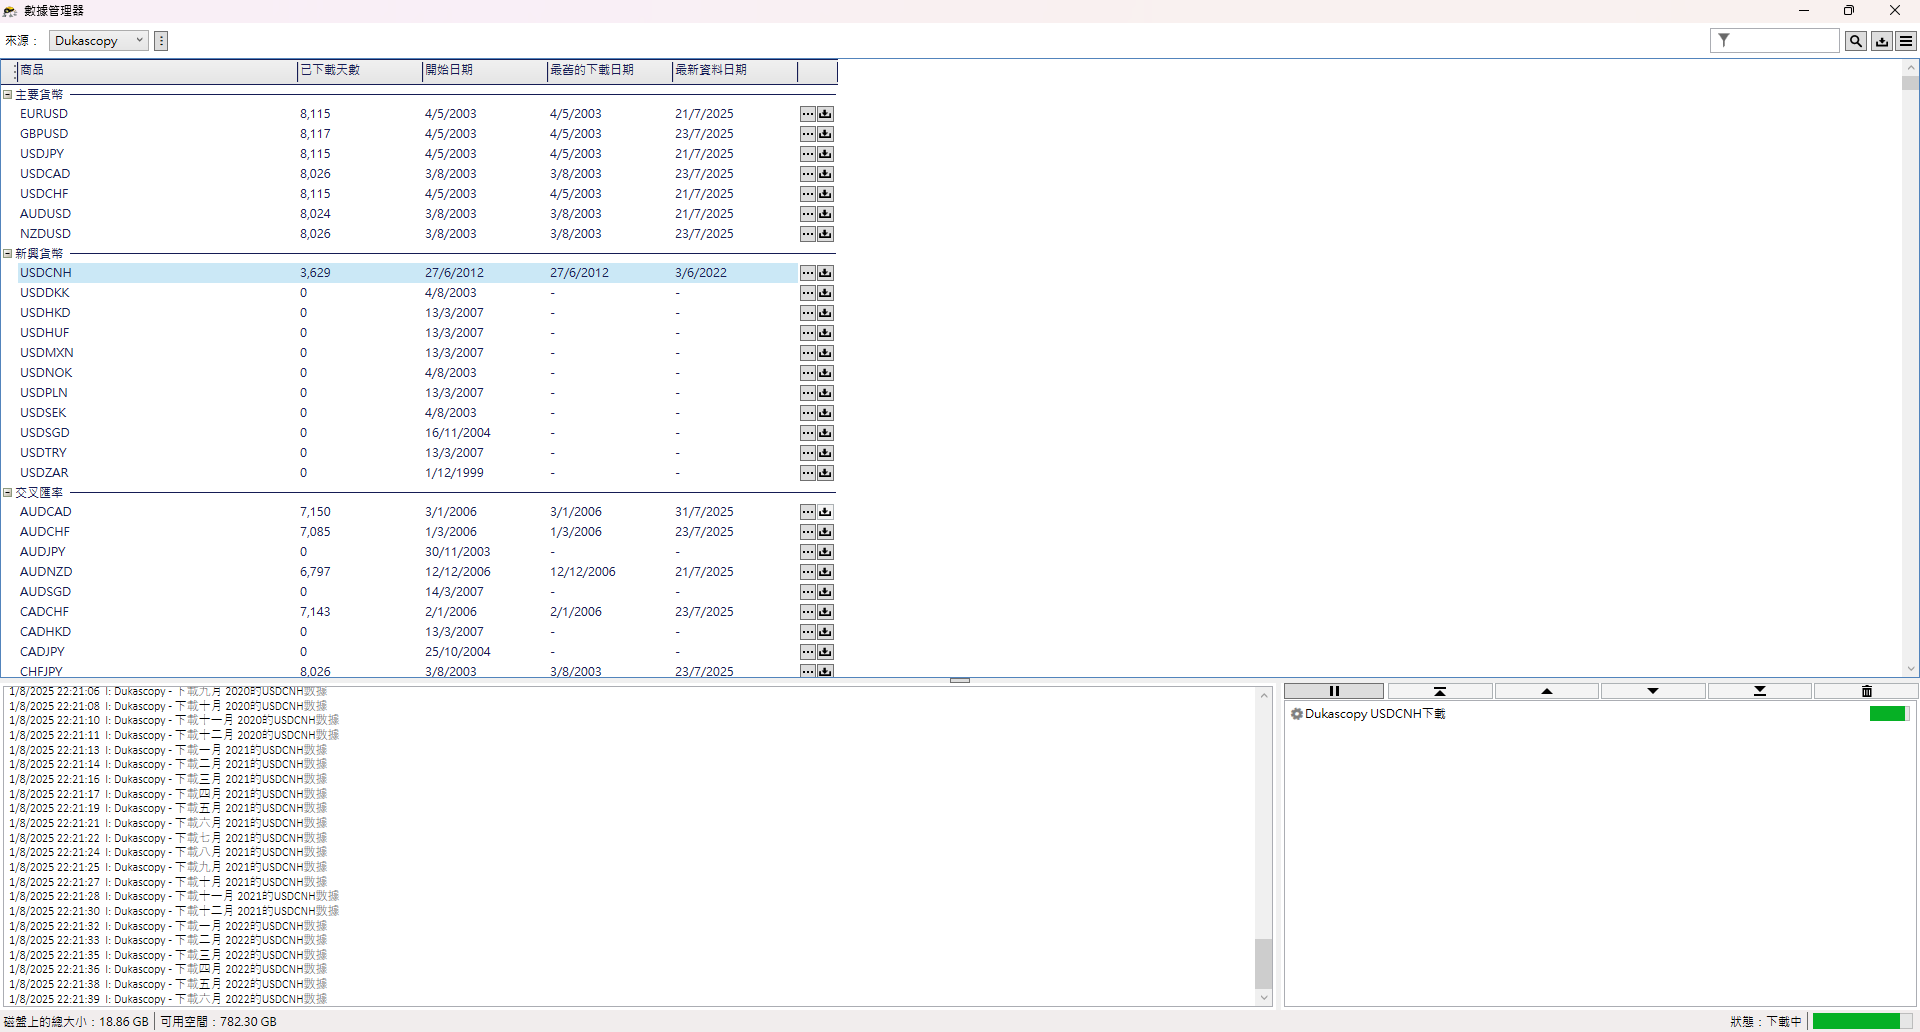 數據管理器
來源： Dukascopy
商品 已下載天數 開始日期 最舊的下載日期 最新資料日期
主要貨幣
EURUSD 8,115 4/5/2003 4/5/2003 21/7/2025
GBPUSD 8,117 4/5/2003 4/5/2003 23/7/2025
USDJPY 8,115 4/5/2003 4/5/2003 21/7/2025
USDCAD 8,026 3/8/2003 3/8/2003 23/7/2025
USDCHF 8,115 4/5/2003 4/5/2003 21/7/2025
AUDUSD 8,024 3/8/2003 3/8/2003 21/7/2025
NZDUSD 8,026 3/8/2003 3/8/2003 23/7/2025
新興貨幣
USDCNH 3,629 27/6/2012 27/6/2012 3/6/2022
USDDKK 0 4/8/2003 - -
USDHKD 0 13/3/2007 - -
USDHUF 0 13/3/2007 - -
USDMXN 0 13/3/2007 - -
USDNOK 0 4/8/2003 - -
USDPLN 0 13/3/2007 - -
USDSEK 0 4/8/2003 - -
USDSGD 0 16/11/2004 - -
USDTRY 0 13/3/2007 - -
USDZAR 0 1/12/1999 - -
交叉匯率
AUDCAD 7,150 3/1/2006 3/1/2006 31/7/2025
AUDCHF 7,085 1/3/2006 1/3/2006 23/7/2025
AUDJPY 0 30/11/2003 - -
AUDNZD 6,797 12/12/2006 12/12/2006 21/7/2025
AUDSGD 0 14/3/2007 - -
CADCHF 7,143 2/1/2006 2/1/2006 23/7/2025
CADHKD 0 13/3/2007 - -
CADJPY 0 25/10/2004 - -
CHFJPY 8,026 3/8/2003 3/8/2003 23/7/2025
1/8/2025 22:21:06 I: Dukascopy - 下載九月 2020的USDCNH數據
1/8/2025 22:21:08 I: Dukascopy - 下載十月 2020的USDCNH數據
1/8/2025 22:21:10 I: Dukascopy - 下載十一月 2020的USDCNH數據
1/8/2025 22:21:11 I: Dukascopy - 下載十二月 2020的USDCNH數據
1/8/2025 22:21:13 I: Dukascopy - 下載一月 2021的USDCNH數據
1/8/2025 22:21:14 I: Dukascopy - 下載二月 2021的USDCNH數據
1/8/2025 22:21:16 I: Dukascopy - 下載三月 2021的USDCNH數據
1/8/2025 22:21:17 I: Dukascopy - 下載四月 2021的USDCNH數據
1/8/2025 22:21:19 I: Dukascopy - 下載五月 2021的USDCNH數據
1/8/2025 22:21:21 I: Dukascopy - 下載六月 2021的USDCNH數據
1/8/2025 22:21:22 I: Dukascopy - 下載七月 2021的USDCNH數據
1/8/2025 22:21:24 I: Dukascopy - 下載八月 2021的USDCNH數據
1/8/2025 22:21:25 I: Dukascopy - 下載九月 2021的USDCNH數據
1/8/2025 22:21:27 I: Dukascopy - 下載十月 2021的USDCNH數據
1/8/2025 22:21:28 I: Dukascopy - 下載十一月 2021的USDCNH數據
1/8/2025 22:21:30 I: Dukascopy - 下載十二月 2021的USDCNH數據
1/8/2025 22:21:32 I: Dukascopy - 下載一月 2022的USDCNH數據
1/8/2025 22:21:33 I: Dukascopy - 下載二月 2022的USDCNH數據
1/8/2025 22:21:35 I: Dukascopy - 下載三月 2022的USDCNH數據
1/8/2025 22:21:36 I: Dukascopy - 下載四月 2022的USDCNH數據
1/8/2025 22:21:38 I: Dukascopy - 下載五月 2022的USDCNH數據
1/8/2025 22:21:39 I: Dukascopy - 下載六月 2022的USDCNH數據
Dukascopy USDCNH下載
磁盤上的總大小：18.86 GB 可用空間：782.30 GB
狀態：下載中